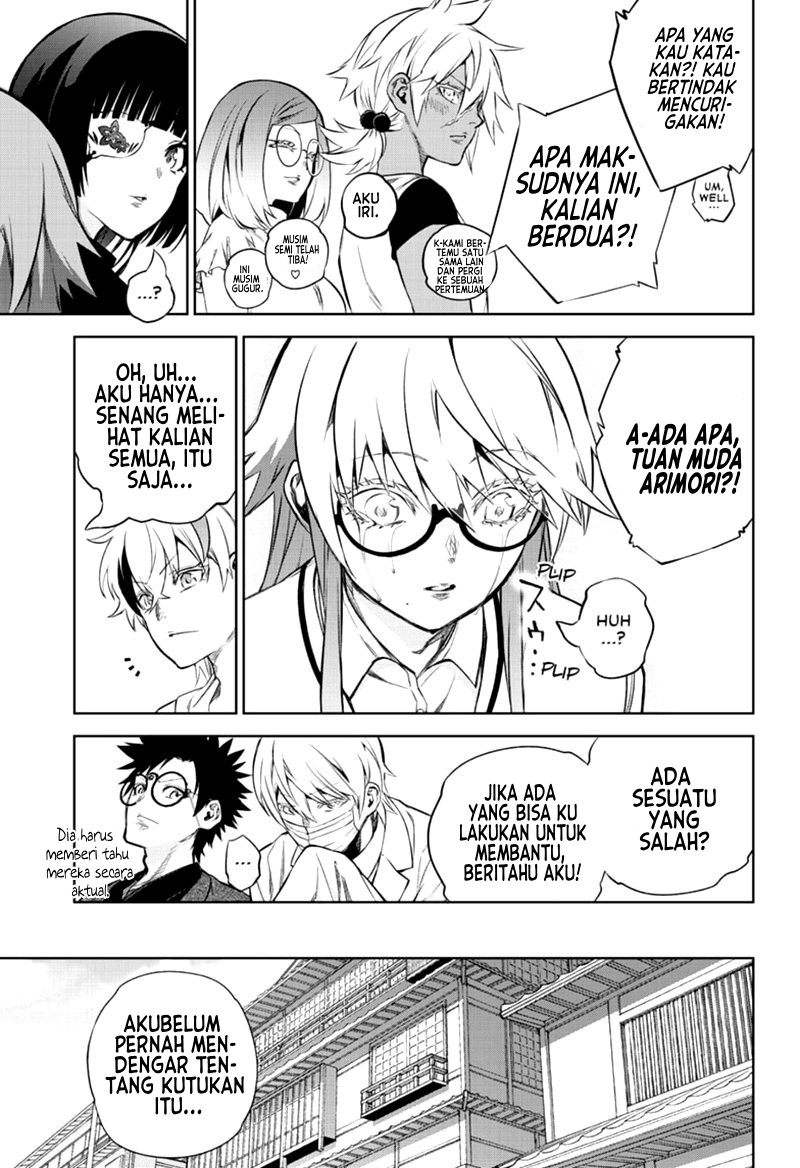 APA YANG
KAU KATA-
KAN?! KAU
BERTINDAK
MENCURI-
GAKAN!
UM,
WELL
...
APA MAK-
SUDNYA INI,
KALIAN
BERDUA?!
K-KAMI BER-
TEMU SATU
SAMA LAIN
DAN PERGI
KE SEBUAH
PERTEMUAN.
AKU
IRI.
MUSIM
SEMI TELAH
TIBA!
♡
INI
MUSIM
GUGUR.
...?
A-ADA APA,
TUAN MUDA
ARIMORI?!
HUH
...?
PLIP
スゥ...
PLIP
OH, UH...
AKU HANYA...
SENANG MELI-
HAT KALIAN
SEMUA, ITU
SAJA...
ADA
SESUATU
YANG
SALAH?
JIKA ADA
YANG BISA KU
LAKUKAN UNTUK
MEMBANTU,
BERITAHU AKU!
...
Dia harus
memberi tahu
mereka secara
aktual.
AKUBELUM
PERNAH MEN-
DENGAR TEN-
TANG KUTUKAN
ITU...